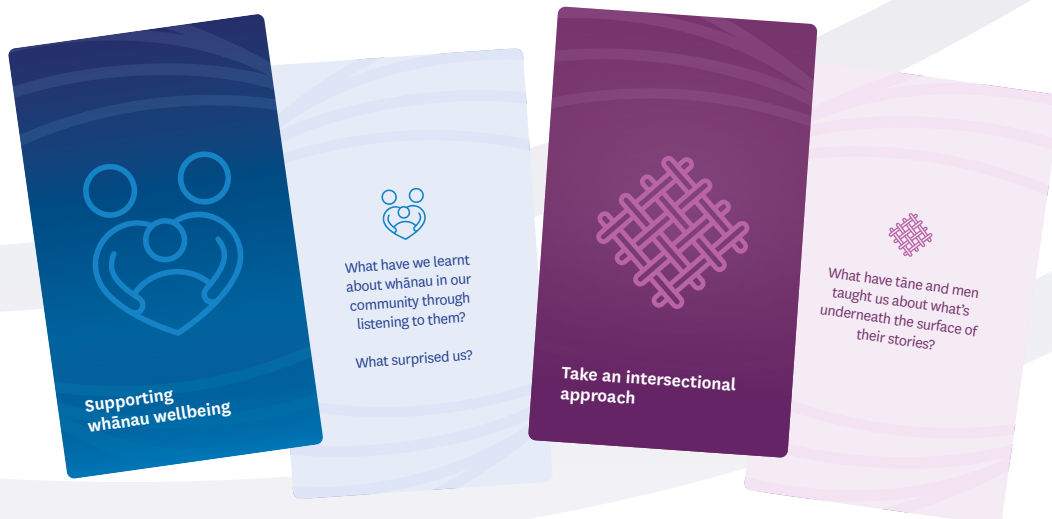 Supporting
whānau wellbeing
What have we learnt
about whānau in our
community through
listening to them?
What surprised us?
Take an intersectional
approach
What have tāne and men
taught us about what's
underneath the surface of
their stories?